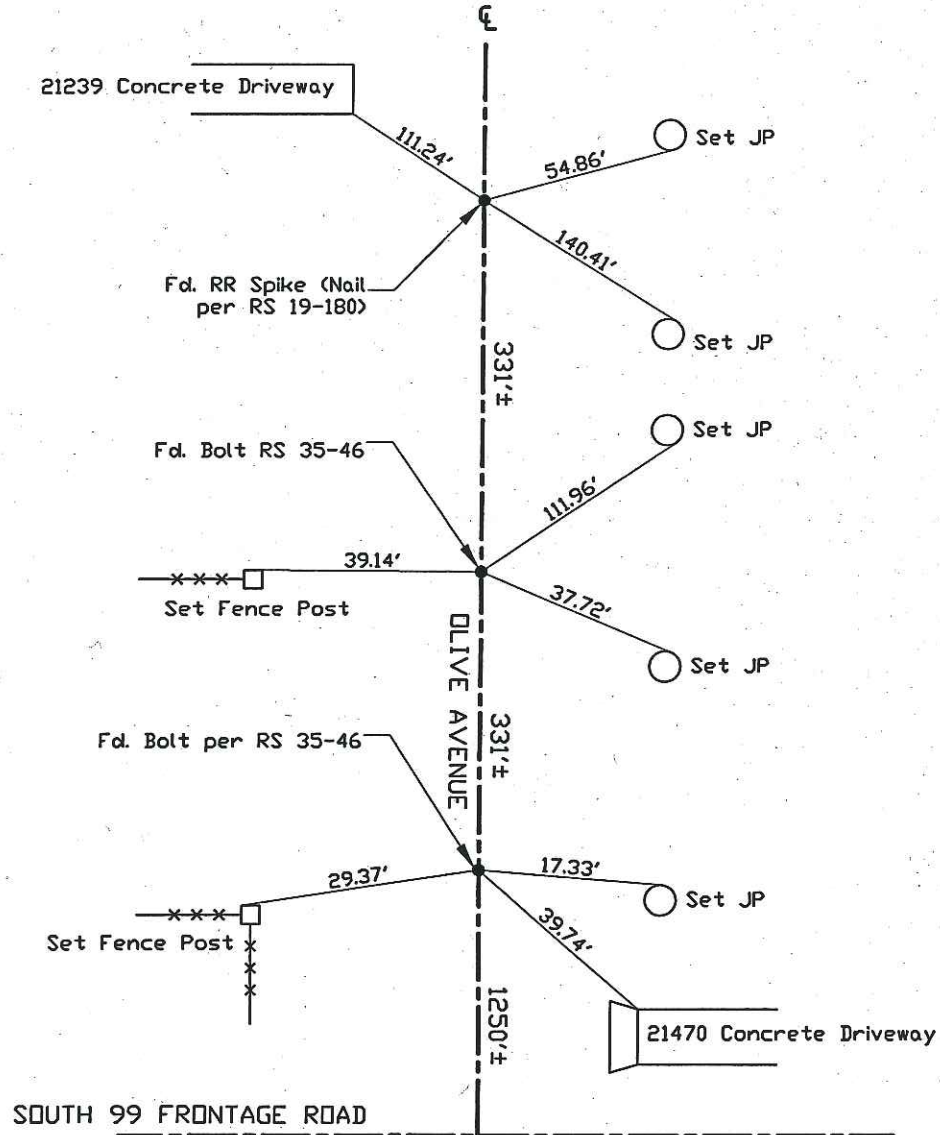 ℄
21239 Concrete Driveway
111.24'
54.86'
Set JP
140.41'
Fd. RR Spike (Nail
per RS 19-180)
Set JP
331'±
Fd. Bolt RS 35-46
Set JP
111.96'
39.14'
Set Fence Post
37.72'
Set JP
OLIVE AVENUE
331'±
Fd. Bolt per RS 35-46
29.37'
17.33'
Set JP
39.74'
Set Fence Post
1250'±
21470 Concrete Driveway
SOUTH 99 FRONTAGE ROAD